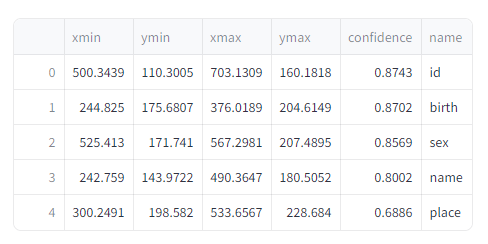 xmin ymin xmax ymax confidence name
0 500.3439 110.3005 703.1309 160.1818 0.8743 id
1 244.825 175.6807 376.0189 204.6149 0.8702 birth
2 525.413 171.741 567.2981 207.4895 0.8569 sex
3 242.759 143.9722 490.3647 180.5052 0.8002 name
4 300.2491 198.582 533.6567 228.684 0.6886 place